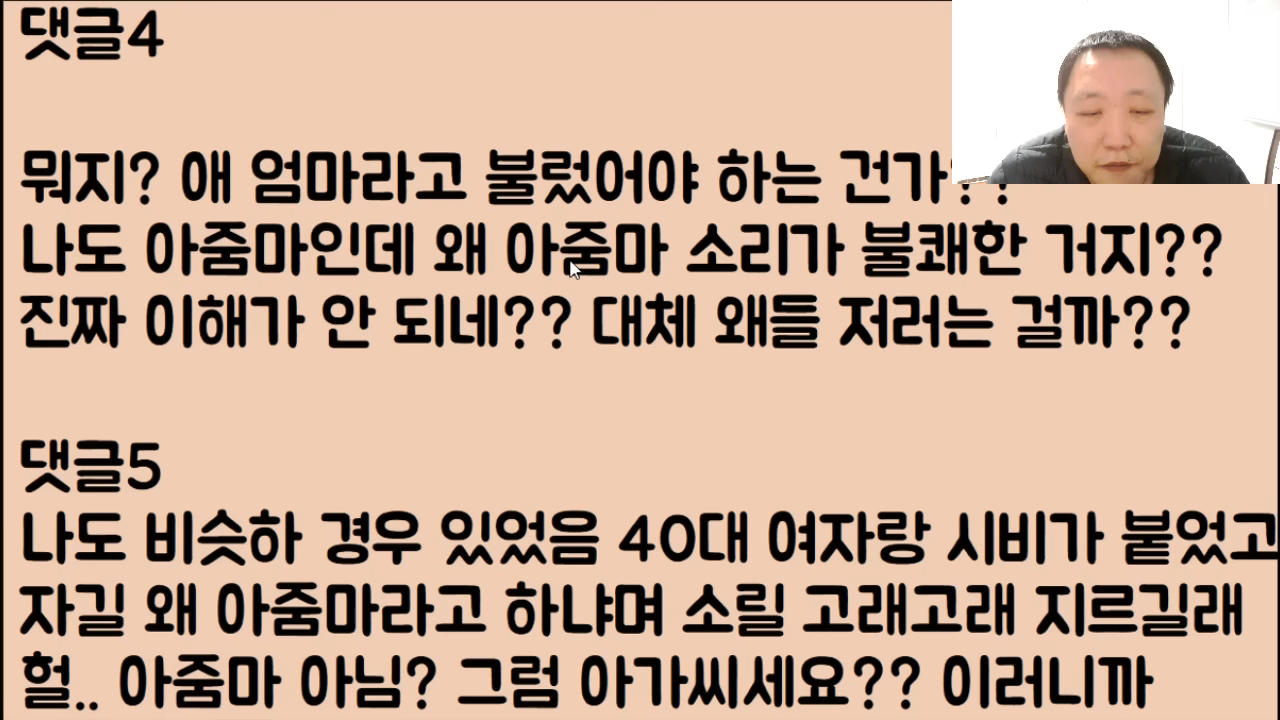 댓글4
뭐지? 애 엄마라고 불렀어야 하는 건가??
나도 아줌마인데 왜 아줌마 소리가 불쾌한 거지??
진짜 이해가 안 되네?? 대체 왜들 저러는 걸까??
댓글5
나도 비슷하 경우 있었음 40대 여자랑 시비가 붙었고
자길 왜 아줌마라고 하냐며 소릴 고래고래 지르길래
헐.. 아줌마 아님? 그럼 아가씨세요?? 이러니까